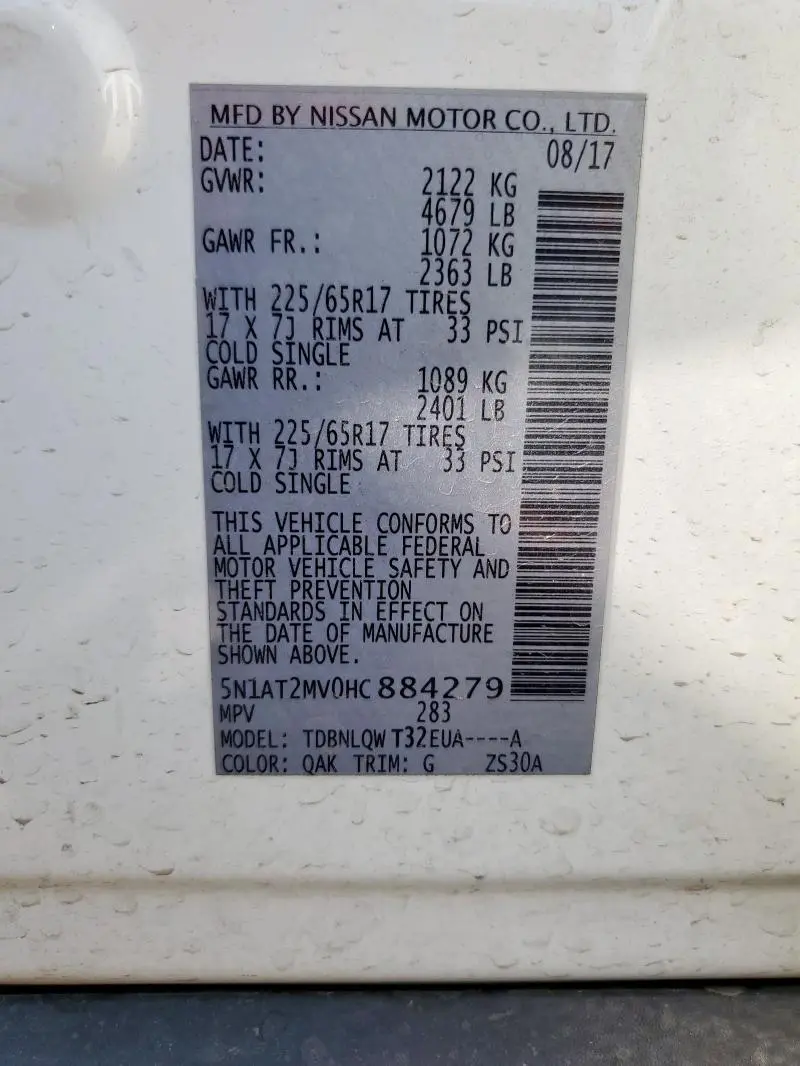 MFD BY NISSAN MOTOR CO., LTD.
DATE: 08/17
GVWR: 2122 KG
4679 LB
GAWR FR.: 1072 KG
2363 LB
WITH 225/65R17 TIRES
17 X 7J RIMS AT 33 PSI
COLD SINGLE
GAWR RR.: 1089 KG
2401 LB
WITH 225/65R17 TIRES
17 X 7J RIMS AT 33 PSI
COLD SINGLE
THIS VEHICLE CONFORMS TO
ALL APPLICABLE FEDERAL
MOTOR VEHICLE SAFETY AND
THEFT PREVENTION
STANDARDS IN EFFECT ON
THE DATE OF MANUFACTURE
SHOWN ABOVE.
5N1AT2MV0HC884279
MPV 283
MODEL: TDBNLQW T32EUA----A
COLOR: QAK TRIM: G ZS30A